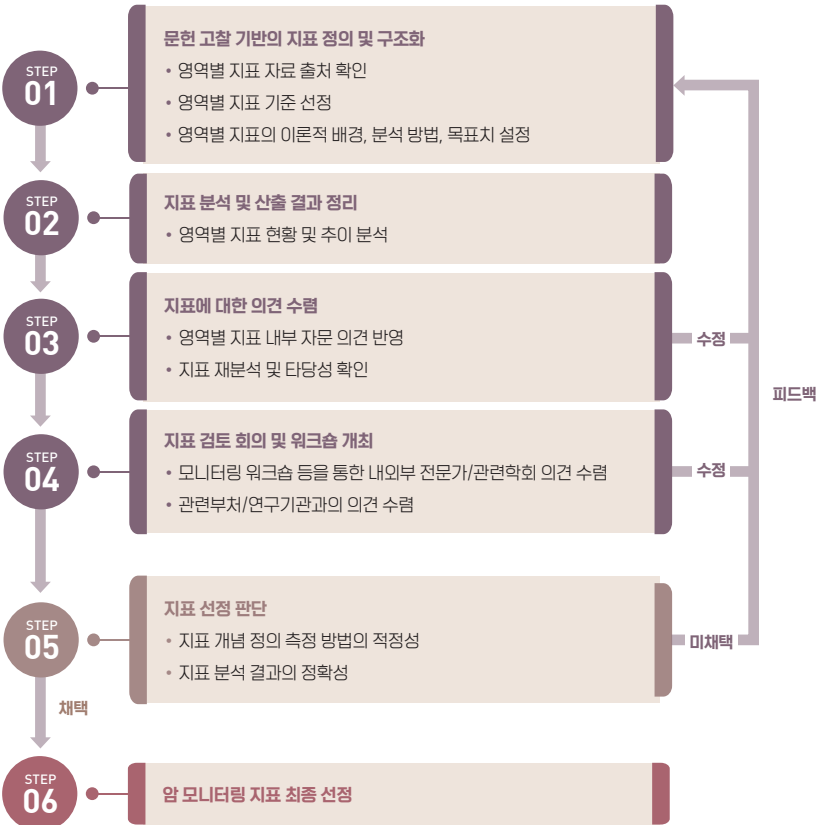 STEP
01
문헌 고찰 기반의 지표 정의 및 구조화
• 영역별 지표 자료 출처 확인
• 영역별 지표 기준 선정
• 영역별 지표의 이론적 배경, 분석 방법, 목표치 설정
STEP
02
지표 분석 및 산출 결과 정리
• 영역별 지표 현황 및 추이 분석
STEP
03
지표에 대한 의견 수렴
• 영역별 지표 내부 자문 의견 반영
• 지표 재분석 및 타당성 확인
수정
피드백
STEP
04
지표 검토 회의 및 워크숍 개최
• 모니터링 워크숍 등을 통한 내외부 전문가/관련학회 의견 수렴
• 관련부처/연구기관과의 의견 수렴
수정
STEP
05
지표 선정 판단
• 지표 개념 정의 측정 방법의 적정성
• 지표 분석 결과의 정확성
미채택
채택
STEP
06
암 모니터링 지표 최종 선정